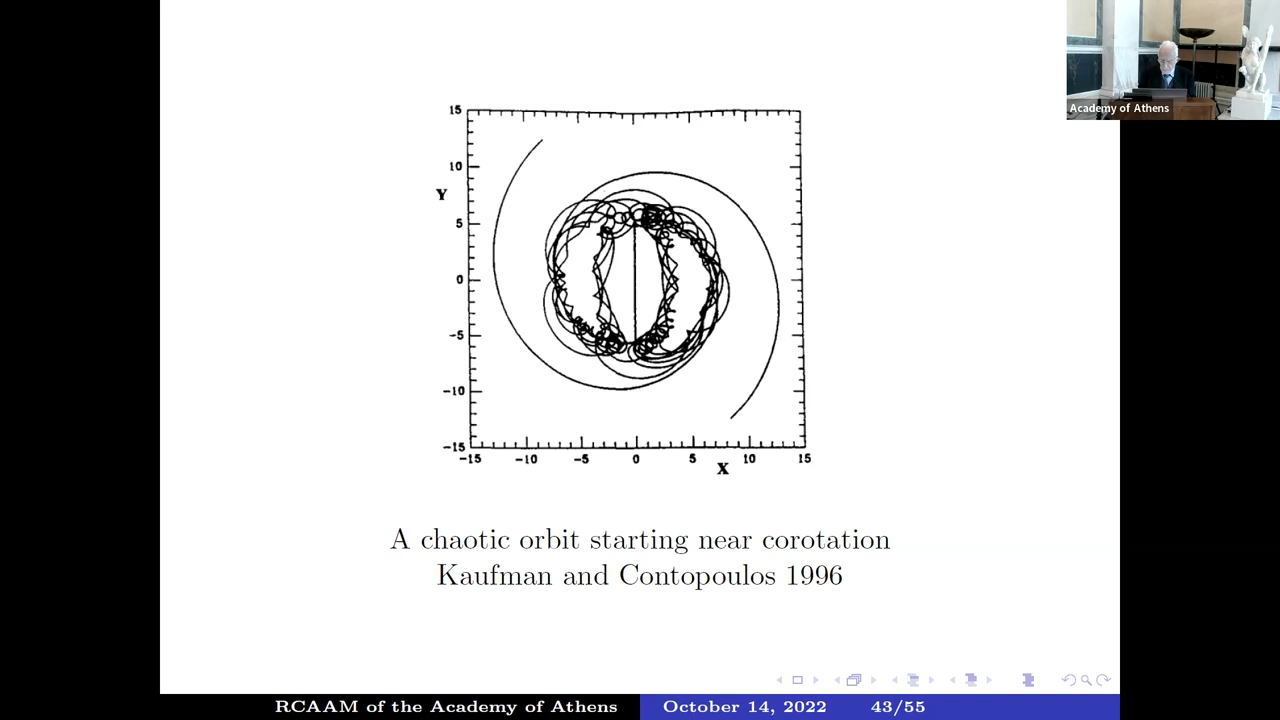 Academy of Athens
15
10
Y
5
0
-5
-10
-15
-15 -10 -5 0 5 10 15
X
A chaotic orbit starting near corotation
Kaufman and Contopoulos 1996
RCAAM of the Academy of Athens October 14, 2022 43/55